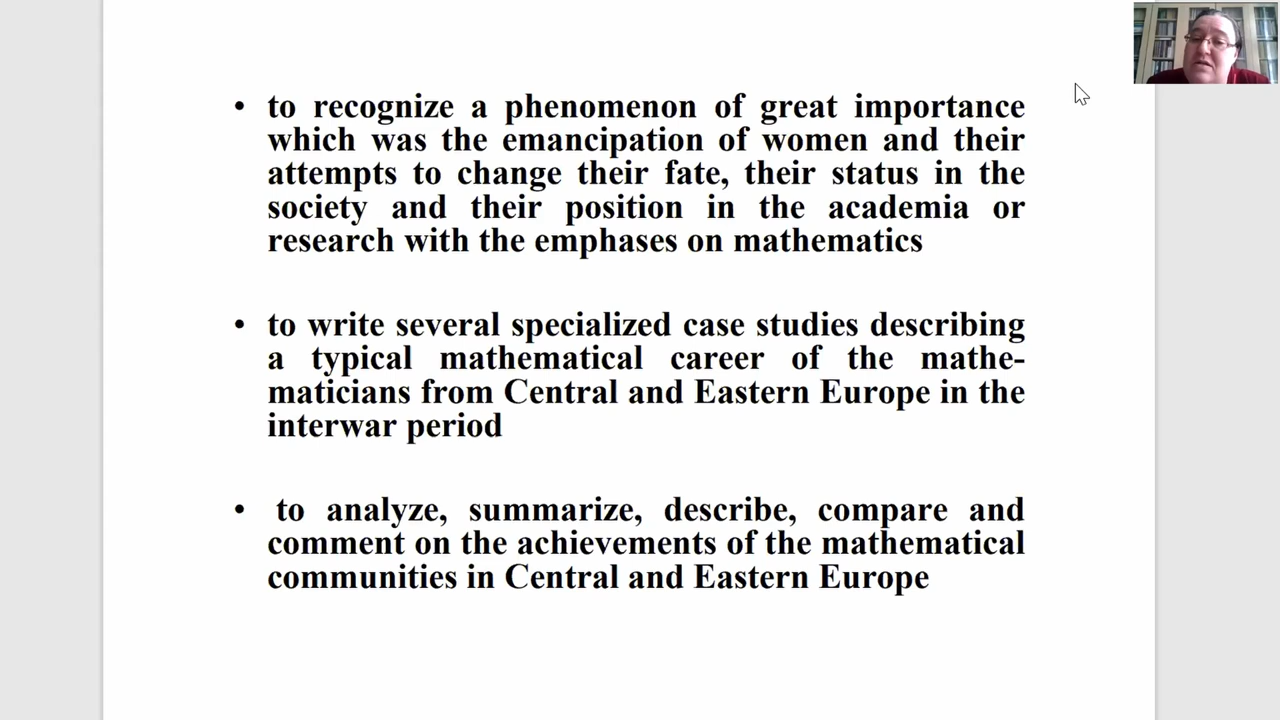 • to recognize a phenomenon of great importance
which was the emancipation of women and their
attempts to change their fate, their status in the
society and their position in the academia or
research with the emphases on mathematics
• to write several specialized case studies describing
a typical mathematical career of the mathe-
maticians from Central and Eastern Europe in the
interwar period
• to analyze, summarize, describe, compare and
comment on the achievements of the mathematical
communities in Central and Eastern Europe